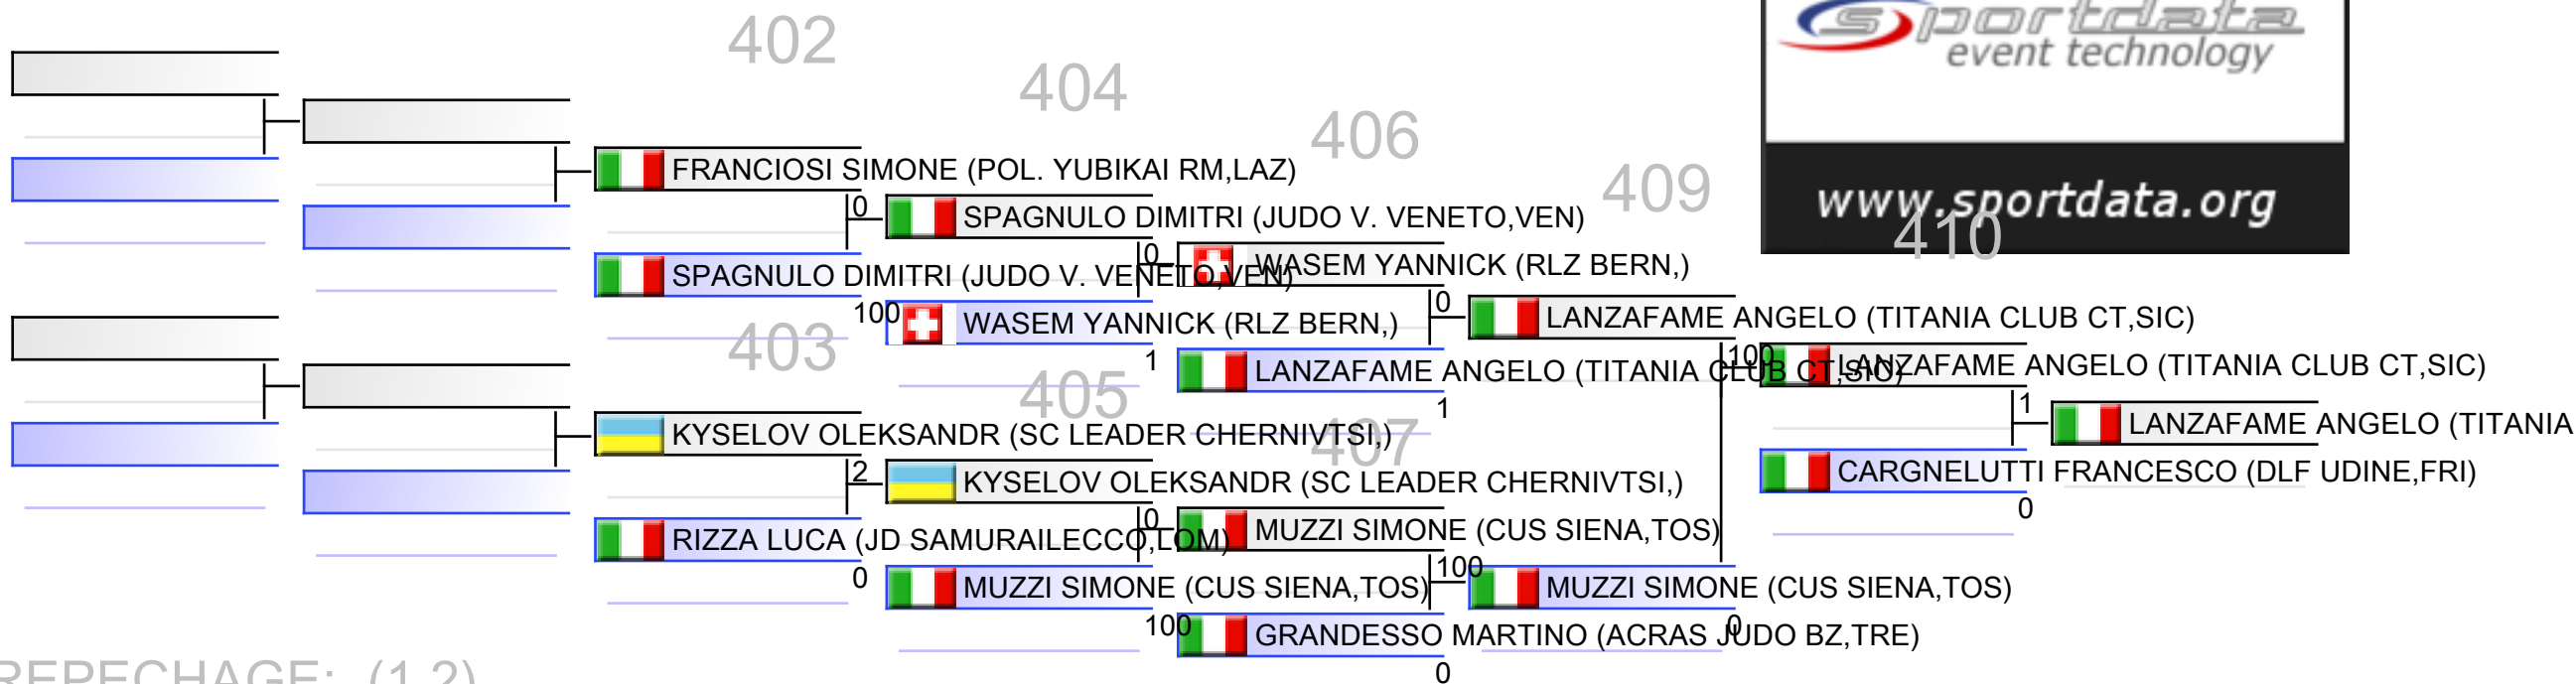 sportdata
event technology
www.sportdata.org
402
404
406
409
410
FRANCIOSI SIMONE (POL. YUBIKAI RM,LAZ)
0
SPAGNULO DIMITRI (JUDO V. VENETO,VEN)
0
WASEM YANNICK (RLZ BERN,)
SPAGNULO DIMITRI (JUDO V. VENETO,VEN)
100
WASEM YANNICK (RLZ BERN,)
0
LANZAFAME ANGELO (TITANIA CLUB CT,SIC)
403
1
LANZAFAME ANGELO (TITANIA CLUB CT,SIC)
100
LANZAFAME ANGELO (TITANIA CLUB CT,SIC)
405
1
1
LANZAFAME ANGELO (TITANIA
KYSELOV OLEKSANDR (SC LEADER CHERNIVTSI,)
407
2
KYSELOV OLEKSANDR (SC LEADER CHERNIVTSI,)
CARGNELUTTI FRANCESCO (DLF UDINE,FRI)
0
0
MUZZI SIMONE (CUS SIENA,TOS)
RIZZA LUCA (JD SAMURAILECCO,LOM)
0
MUZZI SIMONE (CUS SIENA,TOS)
100
MUZZI SIMONE (CUS SIENA,TOS)
100
GRANDESSO MARTINO (ACRAS JUDO BZ,TRE)
0
0
REPECHAGE: (1,2)